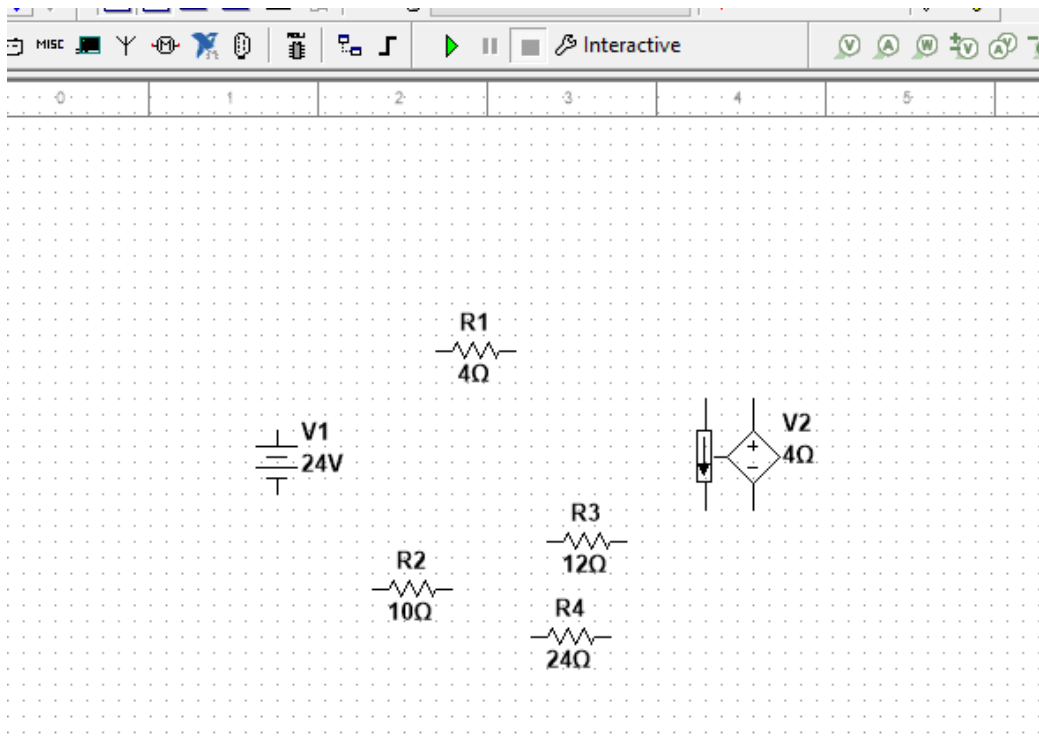 MISC
Interactive
V A W V A V
0 1 2 3 4 5
R1
4Ω
V1
24V
V2
4Ω
R3
12Ω
R2
10Ω
R4
24Ω